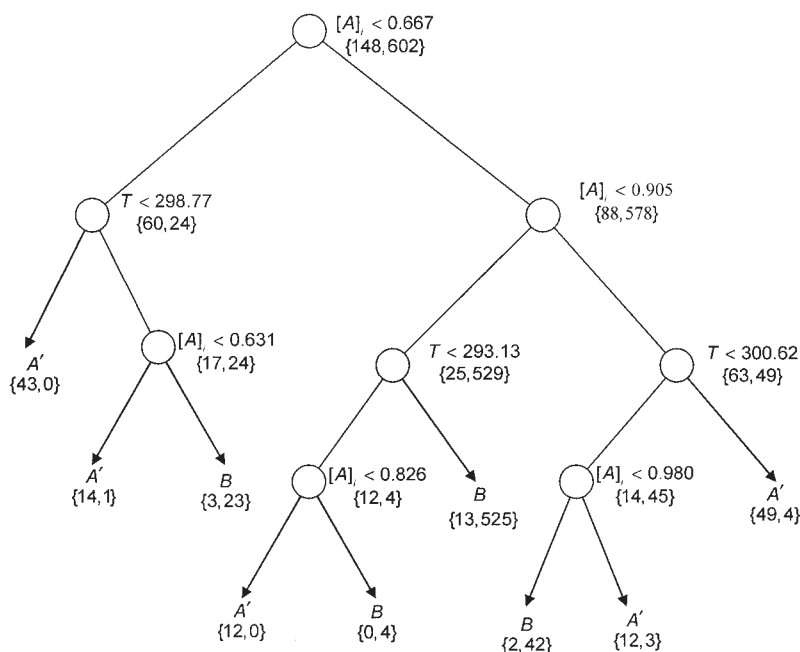 [A]ᵢ < 0.667
{148,602}
T < 298.77
{60,24}
[A]ᵢ < 0.905
{88,578}
[A]ᵢ < 0.631
{17,24}
T < 293.13
{25,529}
T < 300.62
{63,49}
A′
{43,0}
A′
{14,1}
B
{3,23}
[A]ᵢ < 0.826
{12,4}
B
{13,525}
[A]ᵢ < 0.980
{14,45}
A′
{49,4}
A′
{12,0}
B
{0,4}
B
{2,42}
A′
{12,3}